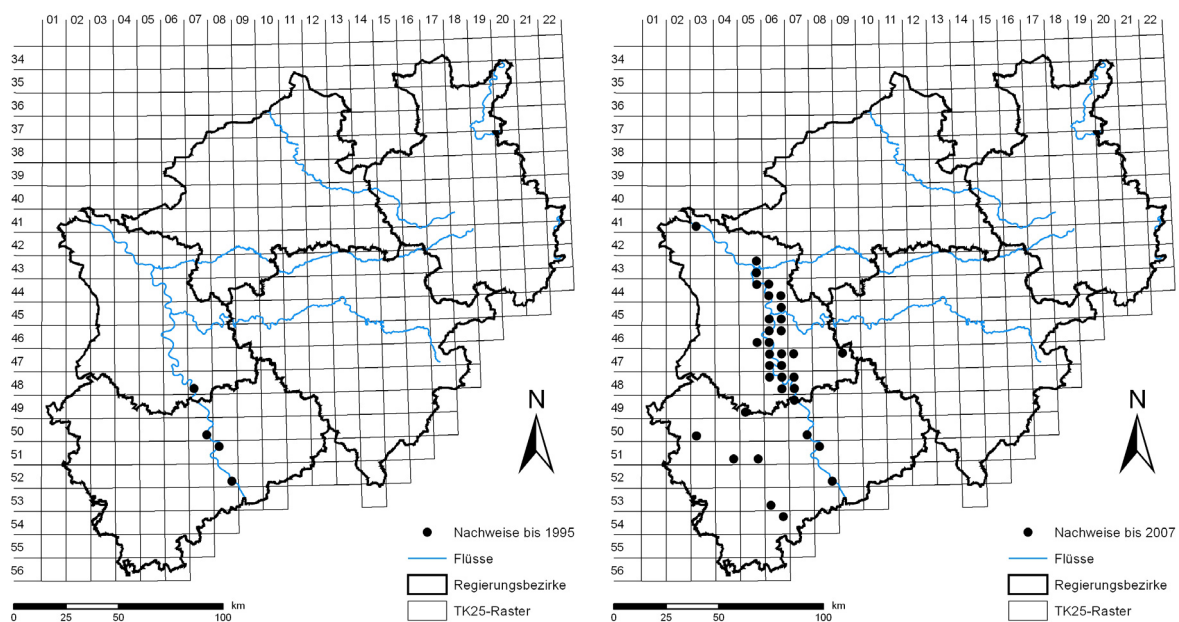 01 02 03 04 05 06 07 08 09 10 11 12 13 14 15 16 17 18 19 20 21 22
34
35
36
37
38
39
40
41
42
43
44
45
46
47
48
49
50
51
52
53
54
55
56
N
Nachweise bis 1995
Flüsse
Regierungsbezirke
TK25-Raster
km
0 25 50 100
01 02 03 04 05 06 07 08 09 10 11 12 13 14 15 16 17 18 19 20 21 22
34
35
36
37
38
39
40
41
42
43
44
45
46
47
48
49
50
51
52
53
54
55
56
N
Nachweise bis 2007
Flüsse
Regierungsbezirke
TK25-Raster
km
0 25 50 100